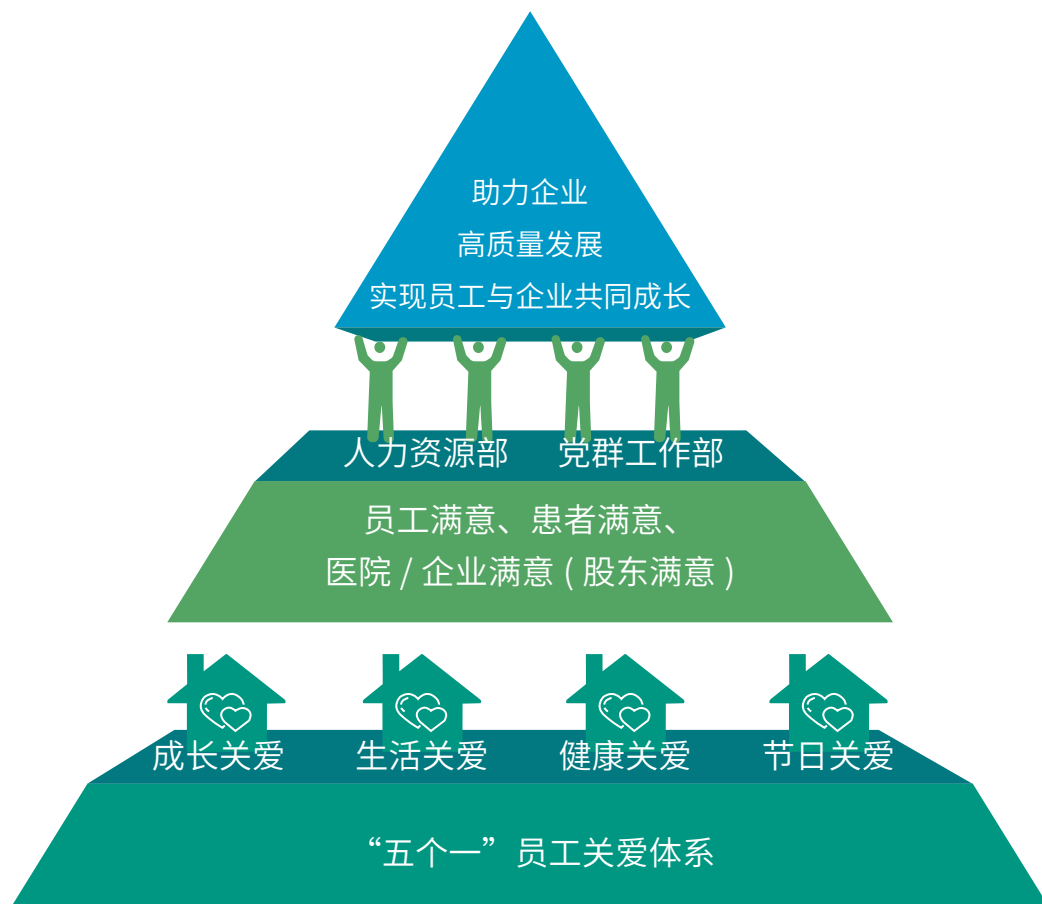 助力企业
高质量发展
实现员工与企业共同成长
人力资源部 党群工作部
员工满意、患者满意、
医院 / 企业满意 ( 股东满意 )
成长关爱 生活关爱 健康关爱 节日关爱
“五个一”员工关爱体系